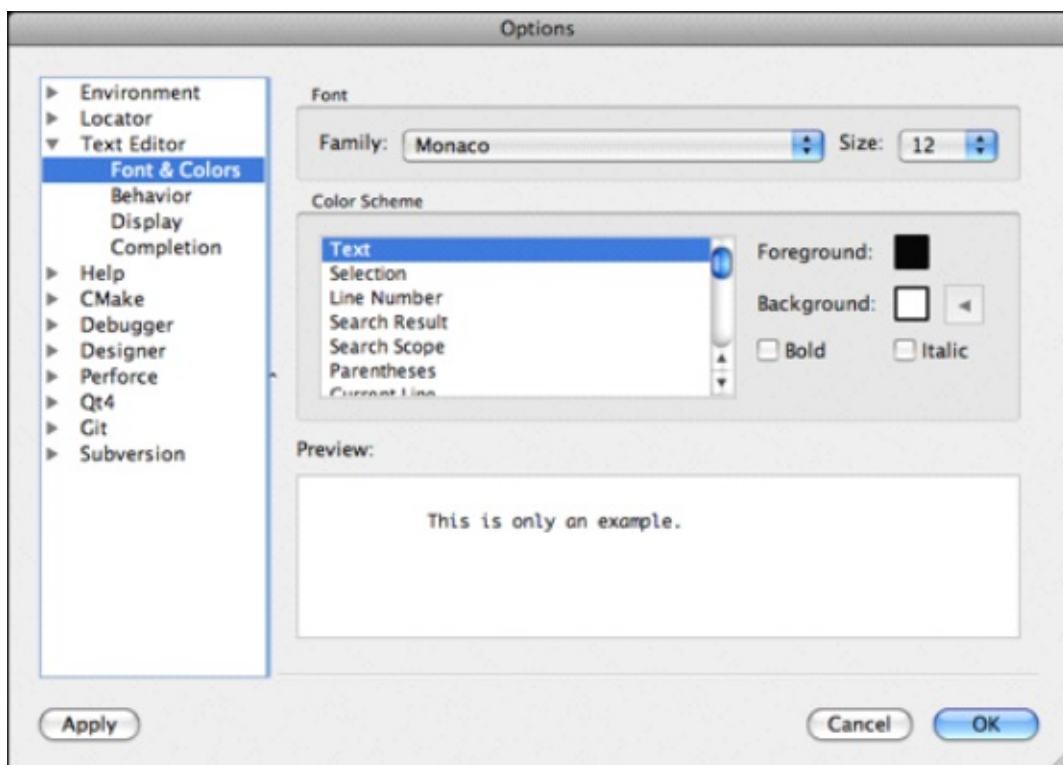 Options
Environment
Locator
Text Editor
Font & Colors
Behavior
Display
Completion
Help
CMake
Debugger
Designer
Perforce
Qt4
Git
Subversion
Font
Family: Monaco Size: 12
Color Scheme
Text
Selection
Line Number
Search Result
Search Scope
Parentheses
Current Line
Foreground:
Background:
Bold Italic
Preview:
This is only an example.
Apply Cancel OK